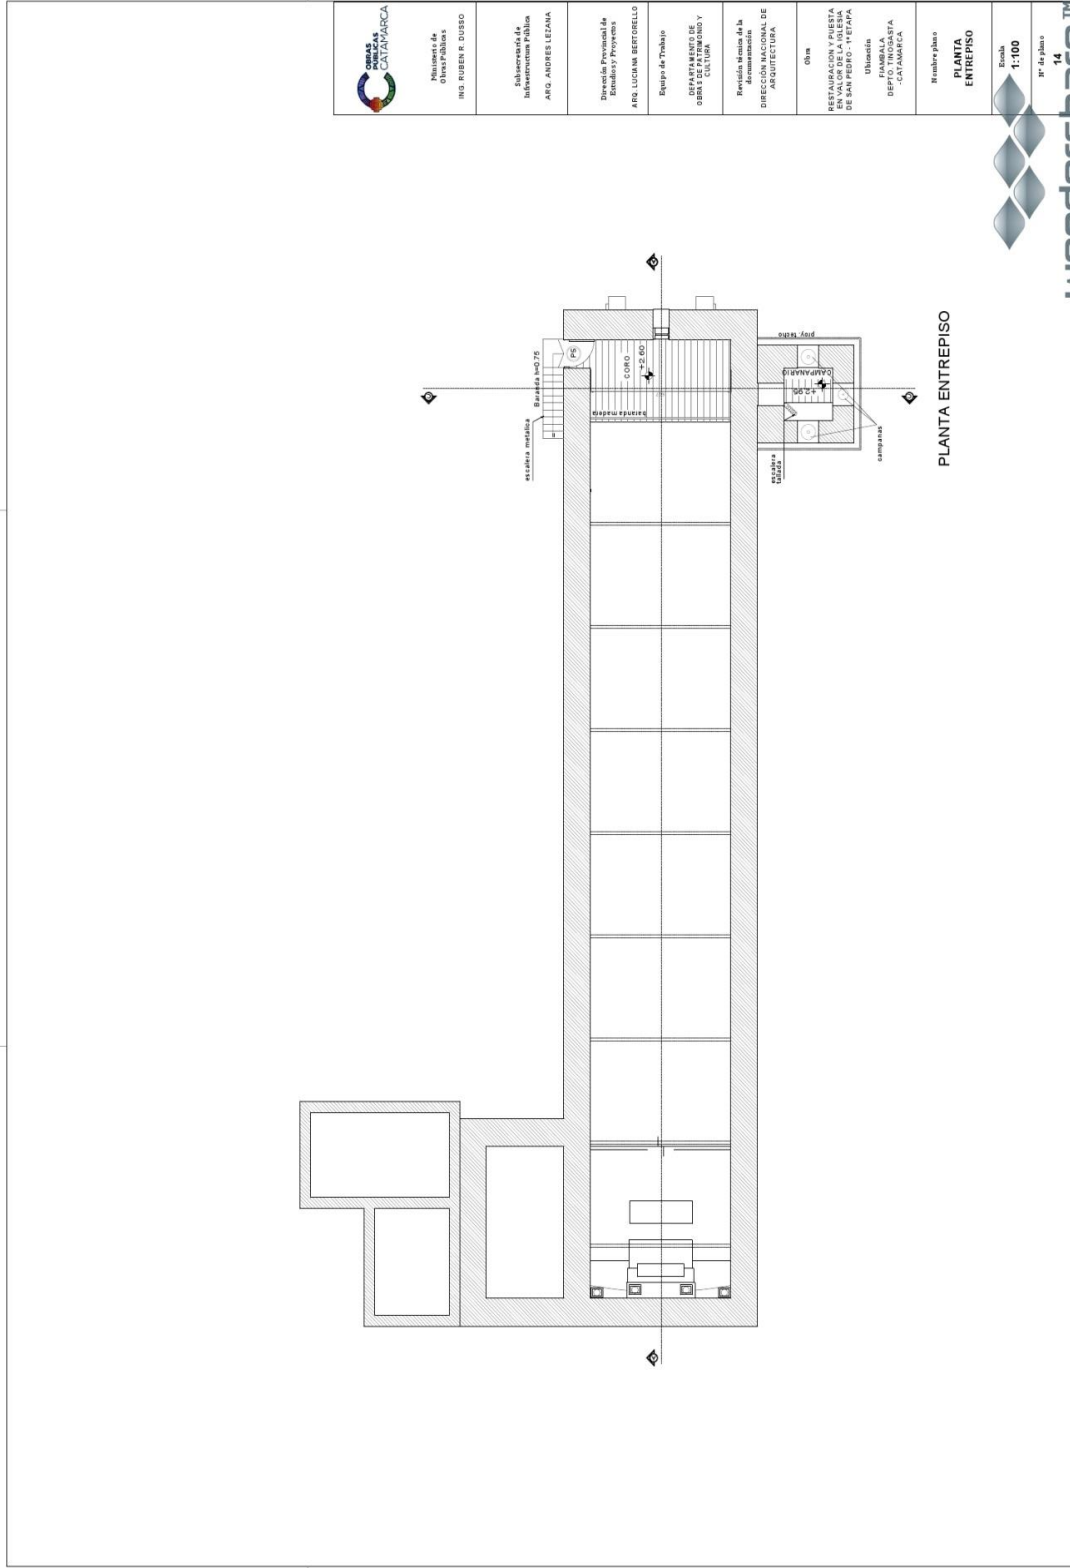 OBRAS
PÚBLICAS
CATAMARCA
Ministerio de
Obras Públicas
ING. RUBEN R. DUSSO
Subsecretaría de
Infraestructura Pública
ARQ. ANDRES LEZANA
Dirección Provincial de
Estudios y Proyectos
ARQ. LUCIANA BERTORELLO
Equipo de Trabajo
DEPARTAMENTO DE
OBRAS DE PATRIMONIO Y
CULTURA
Revisión técnica de la
documentación
DIRECCIÓN NACIONAL DE
ARQUITECTURA
Obra
RESTAURACION Y PUESTA
EN VALOR DE LA IGLESIA
DE SAN PEDRO - 1ª ETAPA
Ubicación
FIAMBALA
DEPTO. TINOGASTA
- CATAMARCA
Nombre plano
PLANTA
ENTREPISO
Escala
1:100
N° de plano
14
escalera metalica
Baranda h=0.75
PS
CORO
+2.60
baranda madera
proy. techo
CAMPANARIO
+2.95
escalera
tallada
campanas
PLANTA ENTREPISO
TM